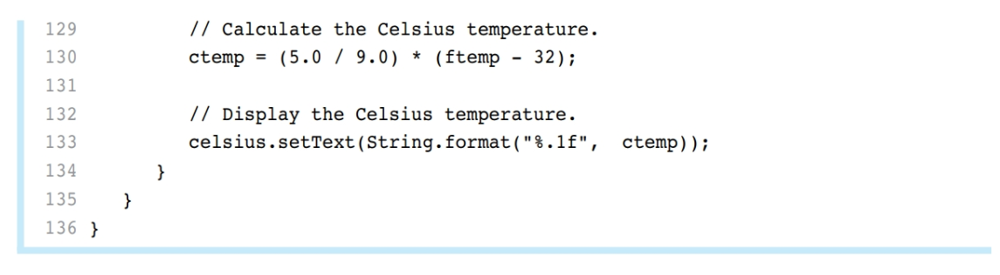 129 // Calculate the Celsius temperature.
130 ctemp = (5.0 / 9.0) * (ftemp - 32);
131
132 // Display the Celsius temperature.
133 celsius.setText(String.format("%.1f", ctemp));
134 }
135 }
136 }